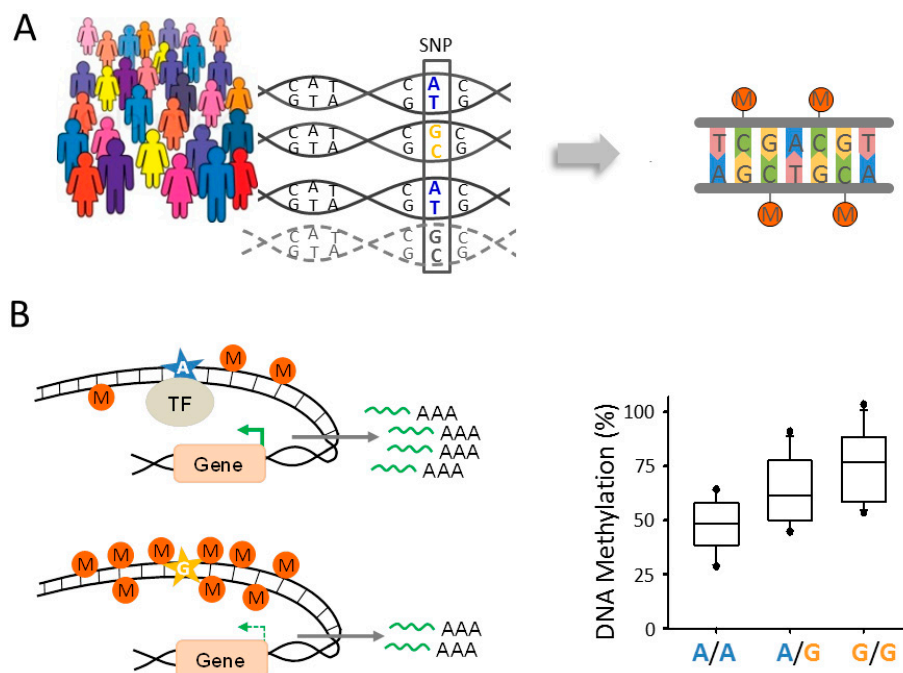 A
SNP
C A T
G T A
C A C
G T G
C A T
G T A
C G C
G C G
C A T
G T A
C A C
G T G
C A T
G T A
C G C
G C G
M M
T C G A C G T
A G C T G C A
M M
B
A M M
M
TF
AAA
AAA
AAA
AAA
Gene
M M M M M M
G
M M M
AAA
AAA
Gene
DNA Methylation (%)
100
75
50
25
0
A/A A/G G/G